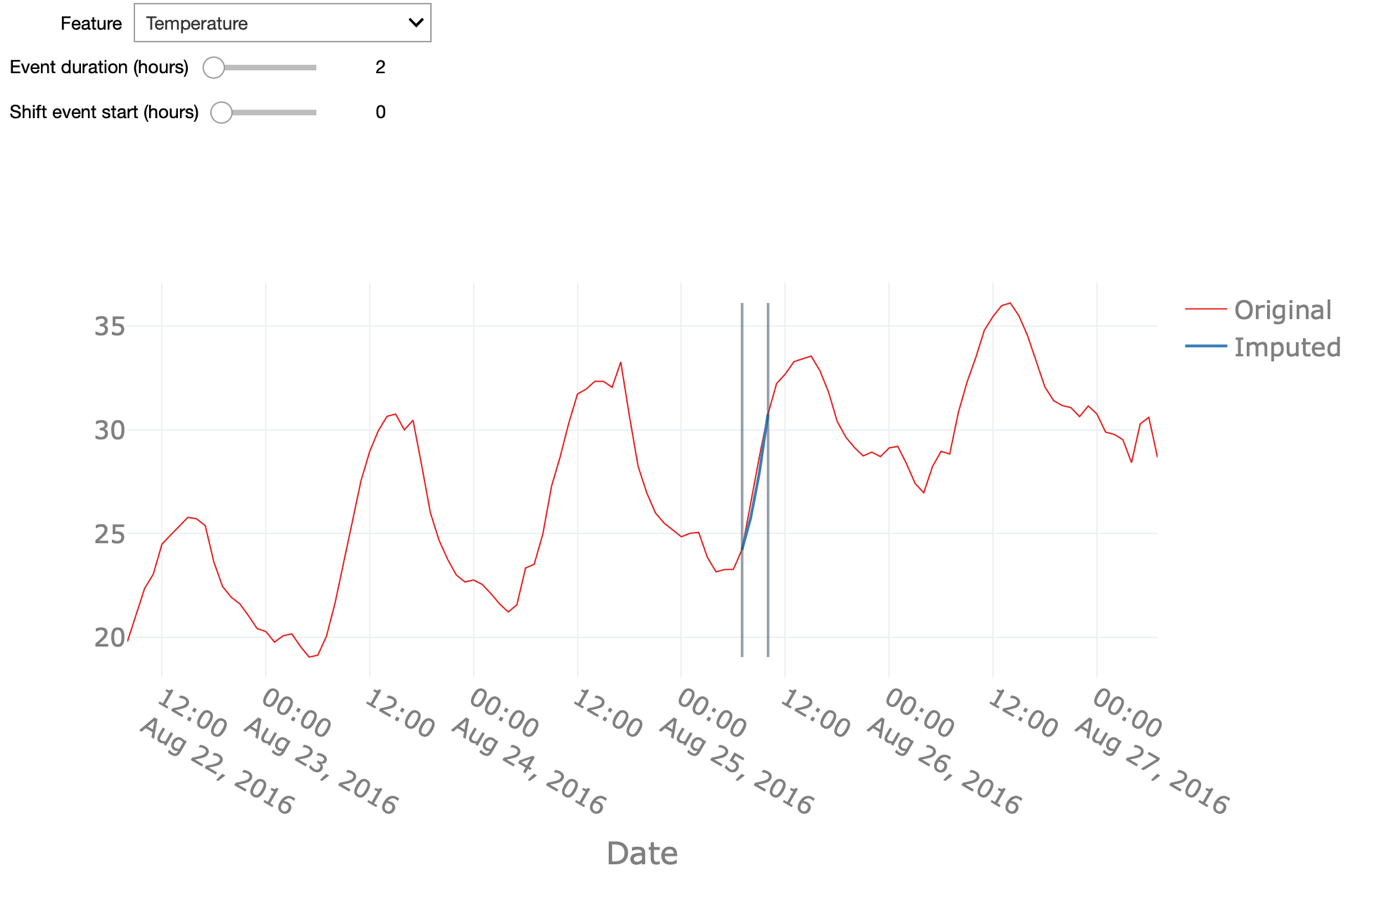 Feature Temperature
Event duration (hours) 2
Shift event start (hours) 0
Original
Imputed
35
30
25
20
12:00
Aug 22, 2016
00:00
Aug 23, 2016
12:00
00:00
Aug 24, 2016
12:00
00:00
Aug 25, 2016
12:00
00:00
Aug 26, 2016
12:00
00:00
Aug 27, 2016
Date